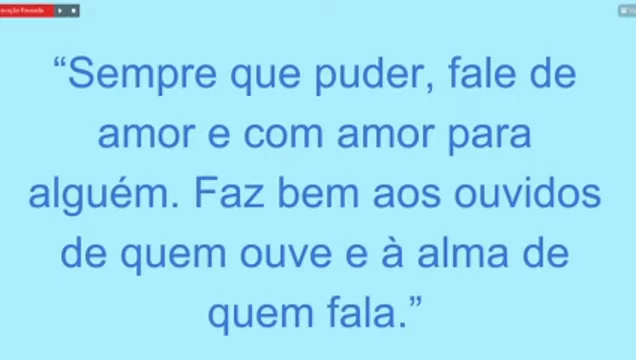 “Sempre que puder, fale de
amor e com amor para
alguém. Faz bem aos ouvidos
de quem ouve e à alma de
quem fala.”